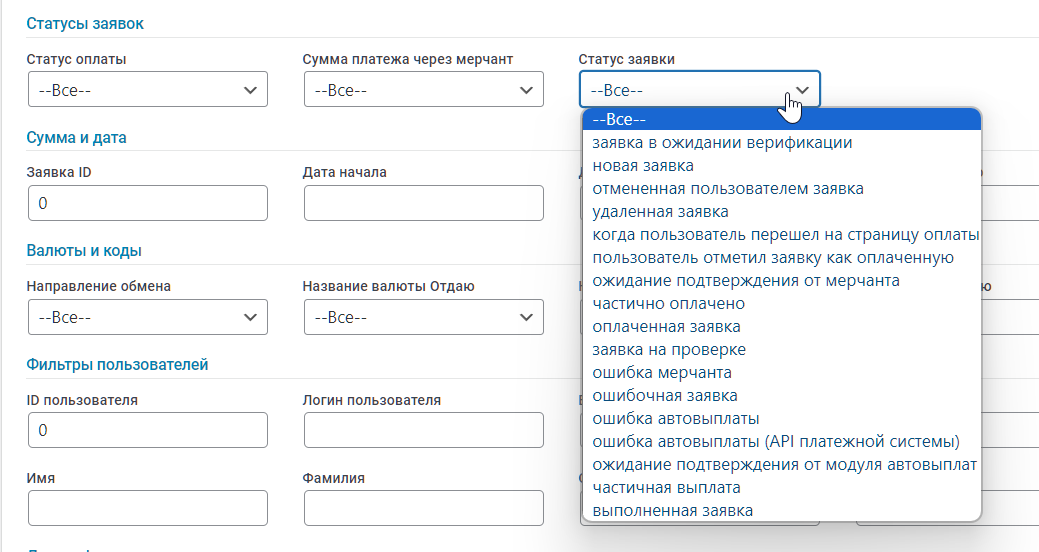 Статусы заявок
Статус оплаты
Сумма платежа через мерчант
Статус заявки
--Все--
--Все--
--Все--
--Все--
заявка в ожидании верификации
новая заявка
отмененная пользователем заявка
удаленная заявка
когда пользователь перешел на страницу оплаты
пользователь отметил заявку как оплаченную
ожидание подтверждения от мерчанта
частично оплачено
оплаченная заявка
заявка на проверке
ошибка мерчанта
ошибочная заявка
ошибка автовыплаты
ошибка автовыплаты (API платежной системы)
ожидание подтверждения от модуля автовыплат
частичная выплата
выполненная заявка
Сумма и дата
Заявка ID
Дата начала
0
Валюты и коды
Направление обмена
Название валюты Отдаю
--Все--
--Все--
Фильтры пользователей
ID пользователя
Логин пользователя
0
Имя
Фамилия